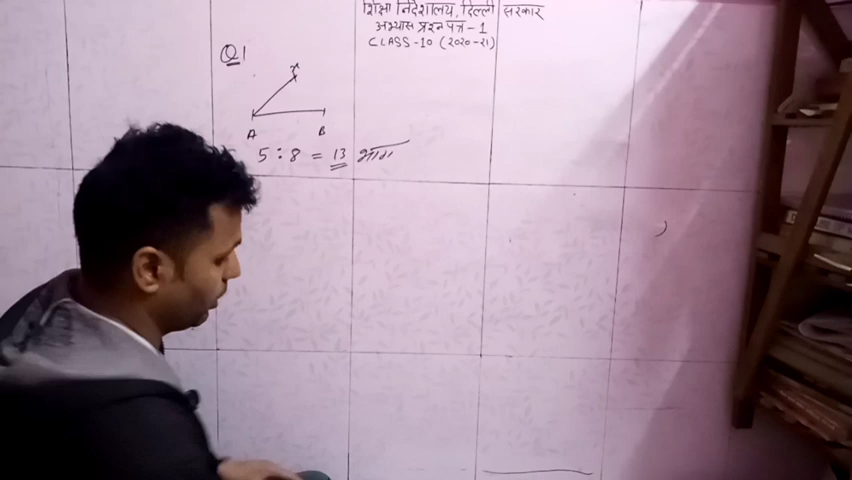 शिक्षा निदेशालय, दिल्ली सरकार
अभ्यास प्रश्न पत्र - 1
CLASS-10 (2020-21)
Q1
x
A B
5 : 8 = 13 भाग